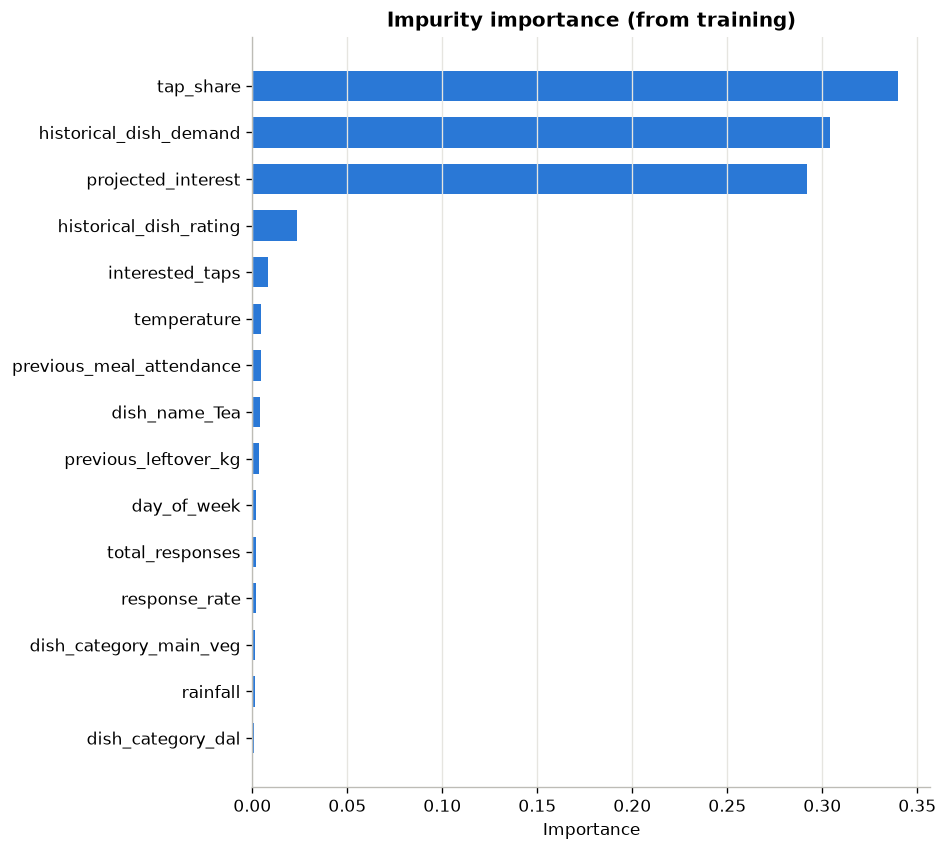 Impurity importance (from training)
tap_share
historical_dish_demand
projected_interest
historical_dish_rating
interested_taps
temperature
previous_meal_attendance
dish_name_Tea
previous_leftover_kg
day_of_week
total_responses
response_rate
dish_category_main_veg
rainfall
dish_category_dal
0.00 0.05 0.10 0.15 0.20 0.25 0.30 0.35
Importance